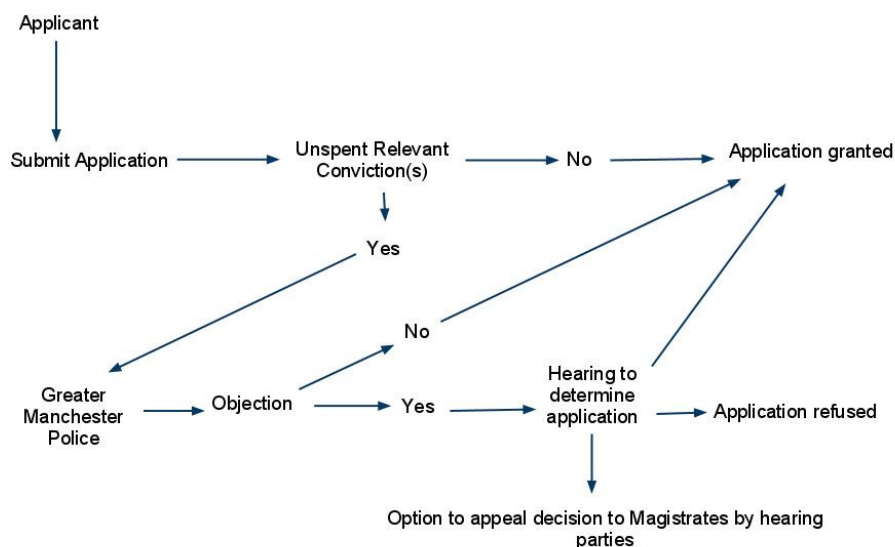 Applicant
Submit Application
Unspent Relevant
Conviction(s)
No
Application granted
Yes
No
Greater
Manchester
Police
Objection
Yes
Hearing to
determine
application
Application refused
Option to appeal decision to Magistrates by hearing
parties